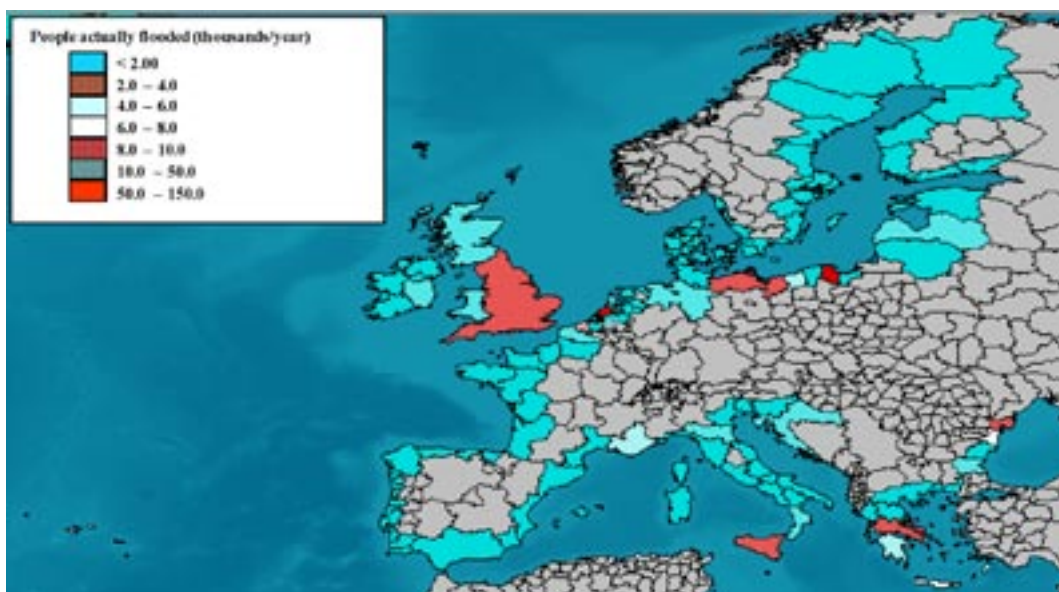 People actually flooded (thousands/year)
< 2.00
2.0 – 4.0
4.0 – 6.0
6.0 – 8.0
8.0 – 10.0
10.0 – 50.0
50.0 – 150.0